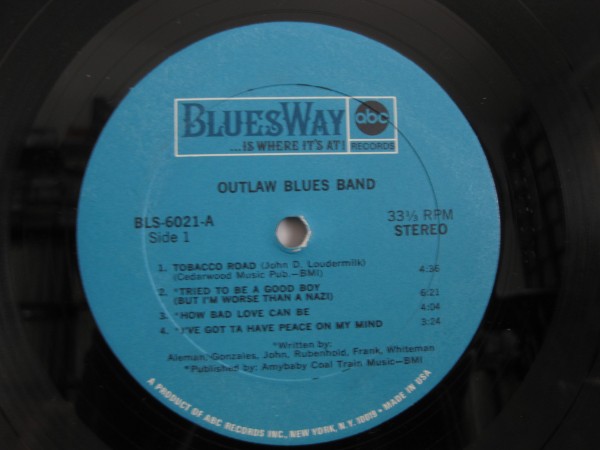 BLUESWAY
...IS WHERE IT'S AT!
abc
RECORDS
OUTLAW BLUES BAND
BLS-6021-A
Side 1
33⅓ RPM
STEREO
1. TOBACCO ROAD (John D. Loudermilk) 4:36
(Cedarwood Music Pub.—BMI)
2. *TRIED TO BE A GOOD BOY 6:21
(BUT I'M WORSE THAN A NAZI)
3. *HOW BAD LOVE CAN BE 4:04
4. *I'VE GOT TA HAVE PEACE ON MY MIND 3:24
*Written by:
Aleman, Gonzales, John, Rubenhold, Frank, Whiteman
*Published by: Amybaby Coal Train Music—BMI
A PRODUCT OF ABC RECORDS INC., NEW YORK, N.Y. 10019 • MADE IN USA